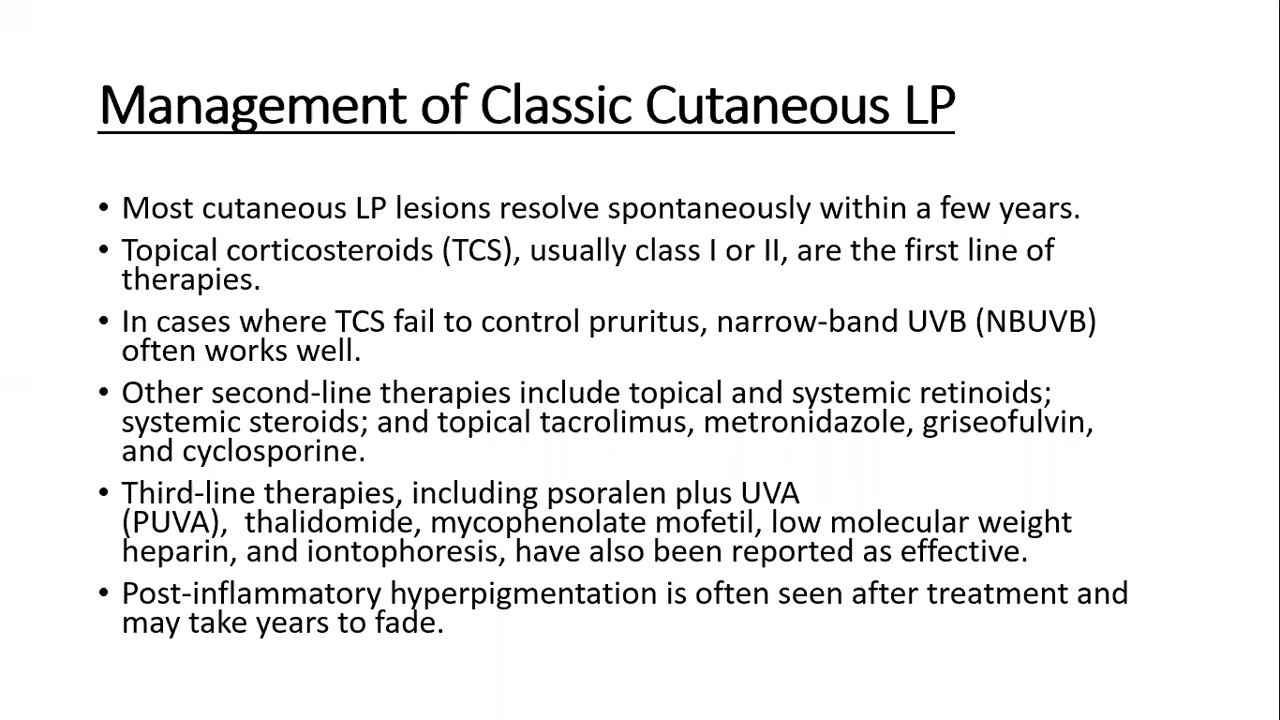 Management of Classic Cutaneous LP
• Most cutaneous LP lesions resolve spontaneously within a few years.
• Topical corticosteroids (TCS), usually class I or II, are the first line of
therapies.
• In cases where TCS fail to control pruritus, narrow-band UVB (NBUVB)
often works well.
• Other second-line therapies include topical and systemic retinoids;
systemic steroids; and topical tacrolimus, metronidazole, griseofulvin,
and cyclosporine.
• Third-line therapies, including psoralen plus UVA
(PUVA),  thalidomide, mycophenolate mofetil, low molecular weight
heparin, and iontophoresis, have also been reported as effective.
• Post-inflammatory hyperpigmentation is often seen after treatment and
may take years to fade.